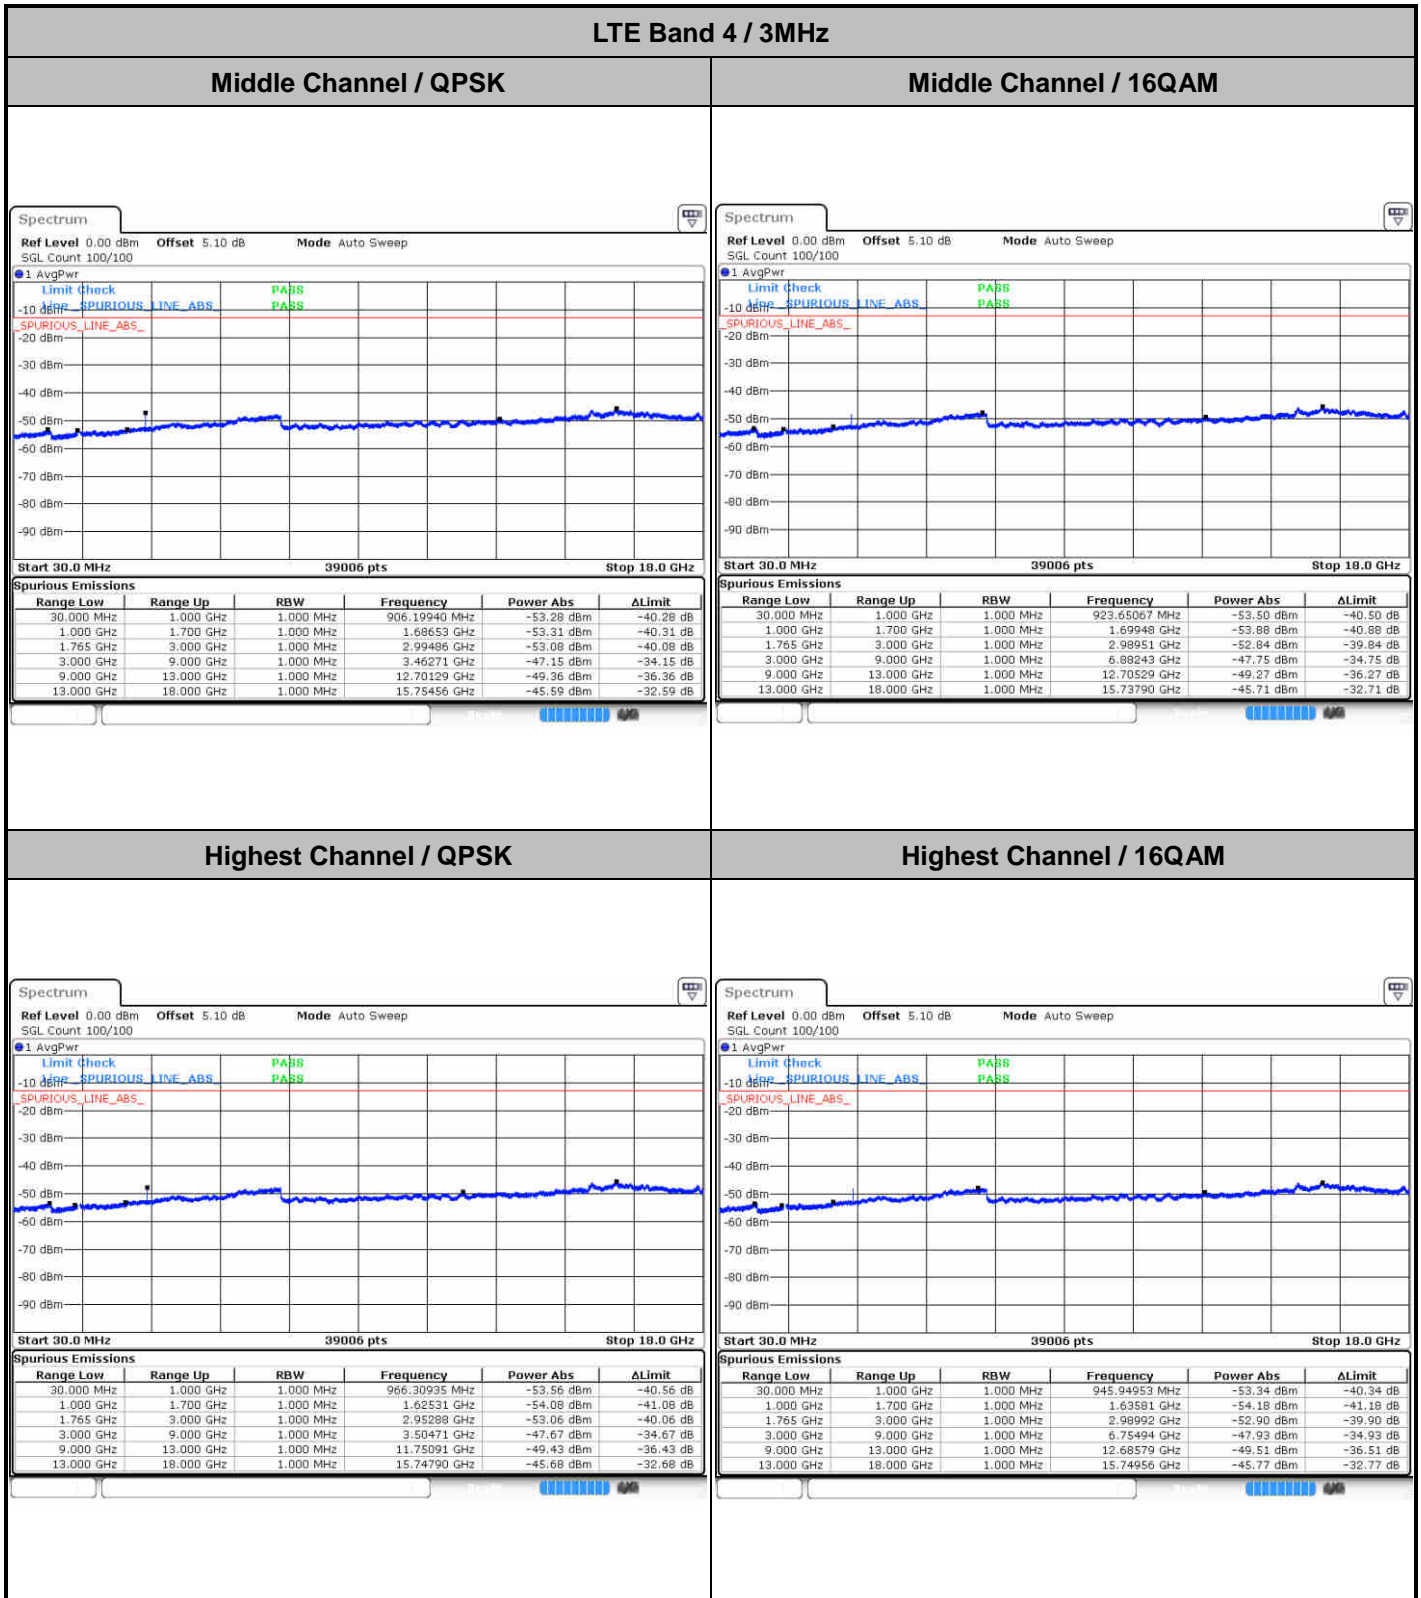 LTE Band 4 / 3MHz
Middle Channel / QPSK
Middle Channel / 16QAM
Spectrum
Ref Level 0.00 dBm Offset 5.10 dB Mode Auto Sweep
SGL Count 100/100
1 AvgPwr
Limit Check PASS
Line _SPURIOUS_LINE_ABS_ PASS
-10 dBm
_SPURIOUS_LINE_ABS_
-20 dBm
-30 dBm
-40 dBm
-50 dBm
-60 dBm
-70 dBm
-80 dBm
-90 dBm
Start 30.0 MHz 39006 pts Stop 18.0 GHz
Spurious Emissions
Range Low Range Up RBW Frequency Power Abs ΔLimit
30.000 MHz 1.000 GHz 1.000 MHz 906.19940 MHz -53.28 dBm -40.28 dB
1.000 GHz 1.700 GHz 1.000 MHz 1.68653 GHz -53.31 dBm -40.31 dB
1.765 GHz 3.000 GHz 1.000 MHz 2.99486 GHz -53.08 dBm -40.08 dB
3.000 GHz 9.000 GHz 1.000 MHz 3.46271 GHz -47.15 dBm -34.15 dB
9.000 GHz 13.000 GHz 1.000 MHz 12.70129 GHz -49.36 dBm -36.36 dB
13.000 GHz 18.000 GHz 1.000 MHz 15.75456 GHz -45.59 dBm -32.59 dB
Spectrum
Ref Level 0.00 dBm Offset 5.10 dB Mode Auto Sweep
SGL Count 100/100
1 AvgPwr
Limit Check PASS
Line _SPURIOUS_LINE_ABS_ PASS
-10 dBm
_SPURIOUS_LINE_ABS_
-20 dBm
-30 dBm
-40 dBm
-50 dBm
-60 dBm
-70 dBm
-80 dBm
-90 dBm
Start 30.0 MHz 39006 pts Stop 18.0 GHz
Spurious Emissions
Range Low Range Up RBW Frequency Power Abs ΔLimit
30.000 MHz 1.000 GHz 1.000 MHz 923.65067 MHz -53.50 dBm -40.50 dB
1.000 GHz 1.700 GHz 1.000 MHz 1.69948 GHz -53.88 dBm -40.88 dB
1.765 GHz 3.000 GHz 1.000 MHz 2.98951 GHz -52.84 dBm -39.84 dB
3.000 GHz 9.000 GHz 1.000 MHz 6.88243 GHz -47.75 dBm -34.75 dB
9.000 GHz 13.000 GHz 1.000 MHz 12.70529 GHz -49.27 dBm -36.27 dB
13.000 GHz 18.000 GHz 1.000 MHz 15.73790 GHz -45.71 dBm -32.71 dB
Highest Channel / QPSK
Highest Channel / 16QAM
Spectrum
Ref Level 0.00 dBm Offset 5.10 dB Mode Auto Sweep
SGL Count 100/100
1 AvgPwr
Limit Check PASS
Line _SPURIOUS_LINE_ABS_ PASS
-10 dBm
_SPURIOUS_LINE_ABS_
-20 dBm
-30 dBm
-40 dBm
-50 dBm
-60 dBm
-70 dBm
-80 dBm
-90 dBm
Start 30.0 MHz 39006 pts Stop 18.0 GHz
Spurious Emissions
Range Low Range Up RBW Frequency Power Abs ΔLimit
30.000 MHz 1.000 GHz 1.000 MHz 966.30935 MHz -53.56 dBm -40.56 dB
1.000 GHz 1.700 GHz 1.000 MHz 1.62531 GHz -54.08 dBm -41.08 dB
1.765 GHz 3.000 GHz 1.000 MHz 2.95288 GHz -53.06 dBm -40.06 dB
3.000 GHz 9.000 GHz 1.000 MHz 3.50471 GHz -47.67 dBm -34.67 dB
9.000 GHz 13.000 GHz 1.000 MHz 11.75091 GHz -49.43 dBm -36.43 dB
13.000 GHz 18.000 GHz 1.000 MHz 15.74790 GHz -45.68 dBm -32.68 dB
Spectrum
Ref Level 0.00 dBm Offset 5.10 dB Mode Auto Sweep
SGL Count 100/100
1 AvgPwr
Limit Check PASS
Line _SPURIOUS_LINE_ABS_ PASS
-10 dBm
_SPURIOUS_LINE_ABS_
-20 dBm
-30 dBm
-40 dBm
-50 dBm
-60 dBm
-70 dBm
-80 dBm
-90 dBm
Start 30.0 MHz 39006 pts Stop 18.0 GHz
Spurious Emissions
Range Low Range Up RBW Frequency Power Abs ΔLimit
30.000 MHz 1.000 GHz 1.000 MHz 945.94953 MHz -53.34 dBm -40.34 dB
1.000 GHz 1.700 GHz 1.000 MHz 1.63581 GHz -54.18 dBm -41.18 dB
1.765 GHz 3.000 GHz 1.000 MHz 2.98992 GHz -52.90 dBm -39.90 dB
3.000 GHz 9.000 GHz 1.000 MHz 6.75494 GHz -47.93 dBm -34.93 dB
9.000 GHz 13.000 GHz 1.000 MHz 12.68579 GHz -49.51 dBm -36.51 dB
13.000 GHz 18.000 GHz 1.000 MHz 15.74956 GHz -45.77 dBm -32.77 dB